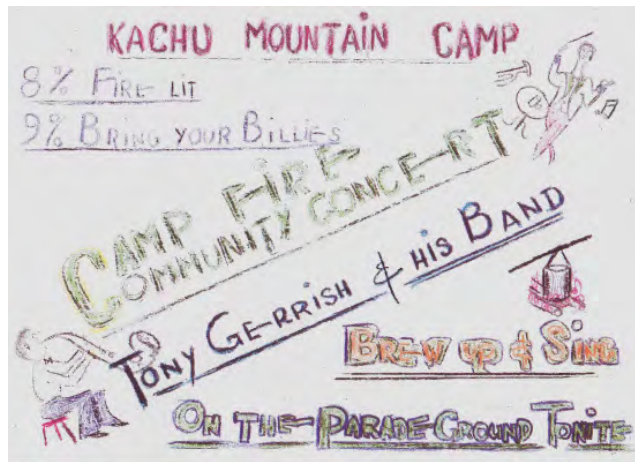 KACHU MOUNTAIN CAMP
8% FIRE LIT
9% BRING YOUR BILLIES
CAMP FIRE
COMMUNITY CONCERT
TONY GERRISH & HIS BAND
BREW UP & SING
ON THE PARADE GROUND TONITE